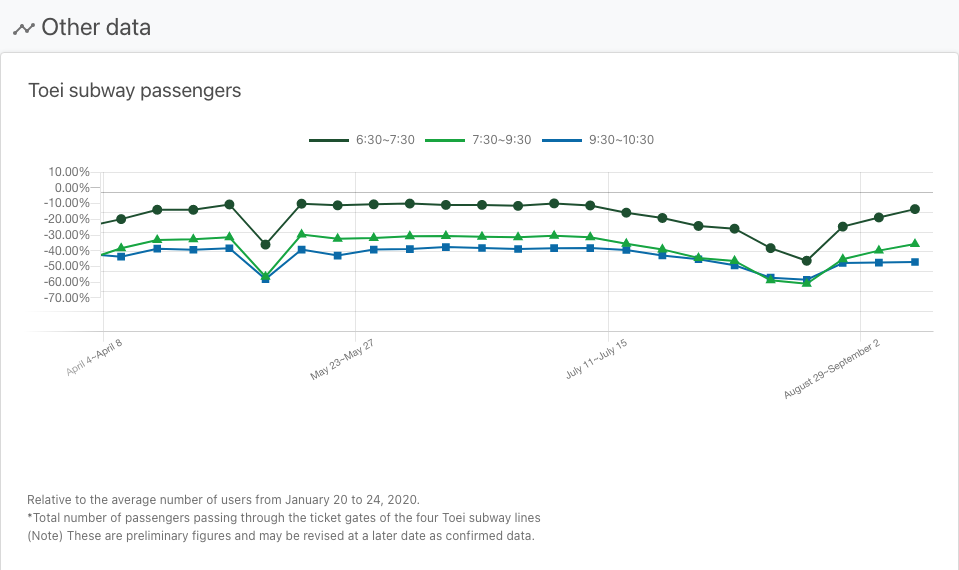 Other data
Toei subway passengers
6:30~7:30 7:30~9:30 9:30~10:30
10.00%
0.00%
-10.00%
-20.00%
-30.00%
-40.00%
-50.00%
-60.00%
-70.00%
April 4~April 8
May 23~May 27
July 11~July 15
August 29~September 2
Relative to the average number of users from January 20 to 24, 2020.
*Total number of passengers passing through the ticket gates of the four Toei subway lines
(Note) These are preliminary figures and may be revised at a later date as confirmed data.